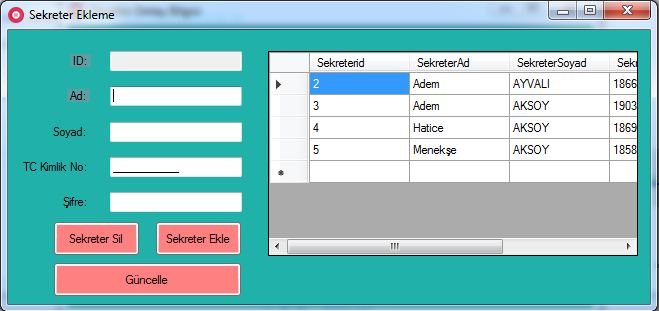 Sekreter Ekleme
ID:
Ad:
Soyad:
TC Kimlik No:
Şifre:
Sekreter Sil
Sekreter Ekle
Güncelle
Sekreterid SekreterAd SekreterSoyad Sekr
2 Adem AYVALI 1866
3 Adem AKSOY 1903
4 Hatice AKSOY 1869
5 Menekşe AKSOY 1858